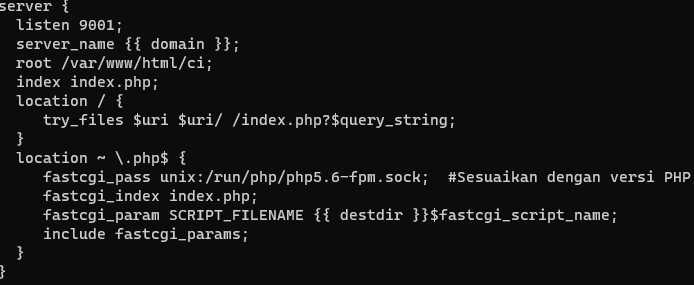 server {
  listen 9001;
  server_name {{ domain }};
  root /var/www/html/ci;
  index index.php;
  location / {
     try_files $uri $uri/ /index.php?$query_string;
  }
  location ~ \.php$ {
     fastcgi_pass unix:/run/php/php5.6-fpm.sock;  #Sesuaikan dengan versi PHP
     fastcgi_index index.php;
     fastcgi_param SCRIPT_FILENAME {{ destdir }}$fastcgi_script_name;
     include fastcgi_params;
  }
}